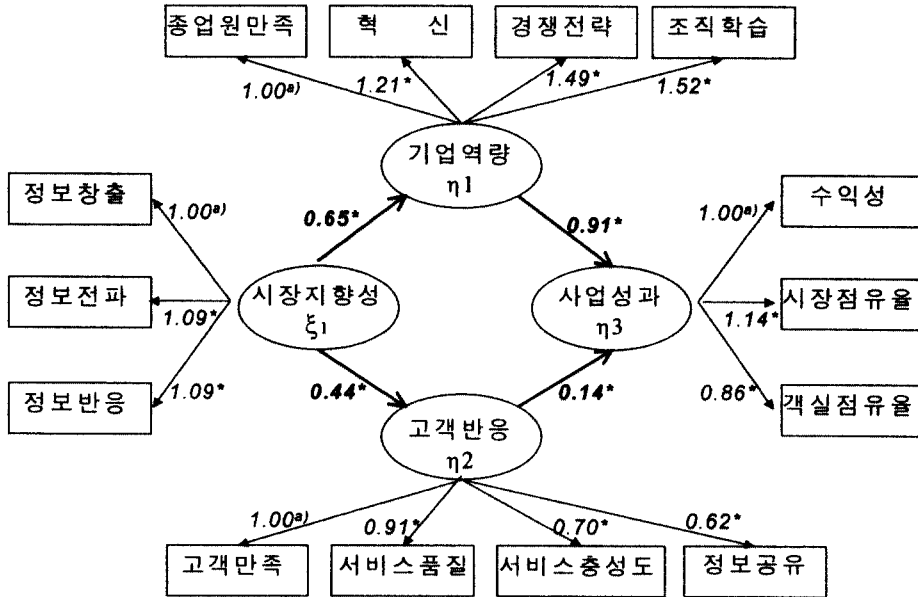 종업원만족 혁 신 경쟁전략 조직학습
1.00ᵃ⁾ 1.21* 1.49* 1.52*
기업역량
η1
정보창출 수익성
1.00ᵃ⁾ 0.65* 0.91* 1.00ᵃ⁾
정보전파 시장지향성 사업성과 시장점유율
1.09* ξ1 η3 1.14*
정보반응 1.09* 0.44* 0.14* 0.86* 객실점유율
고객반응
η2
1.00ᵃ⁾ 0.91* 0.70* 0.62*
고객만족 서비스품질 서비스충성도 정보공유